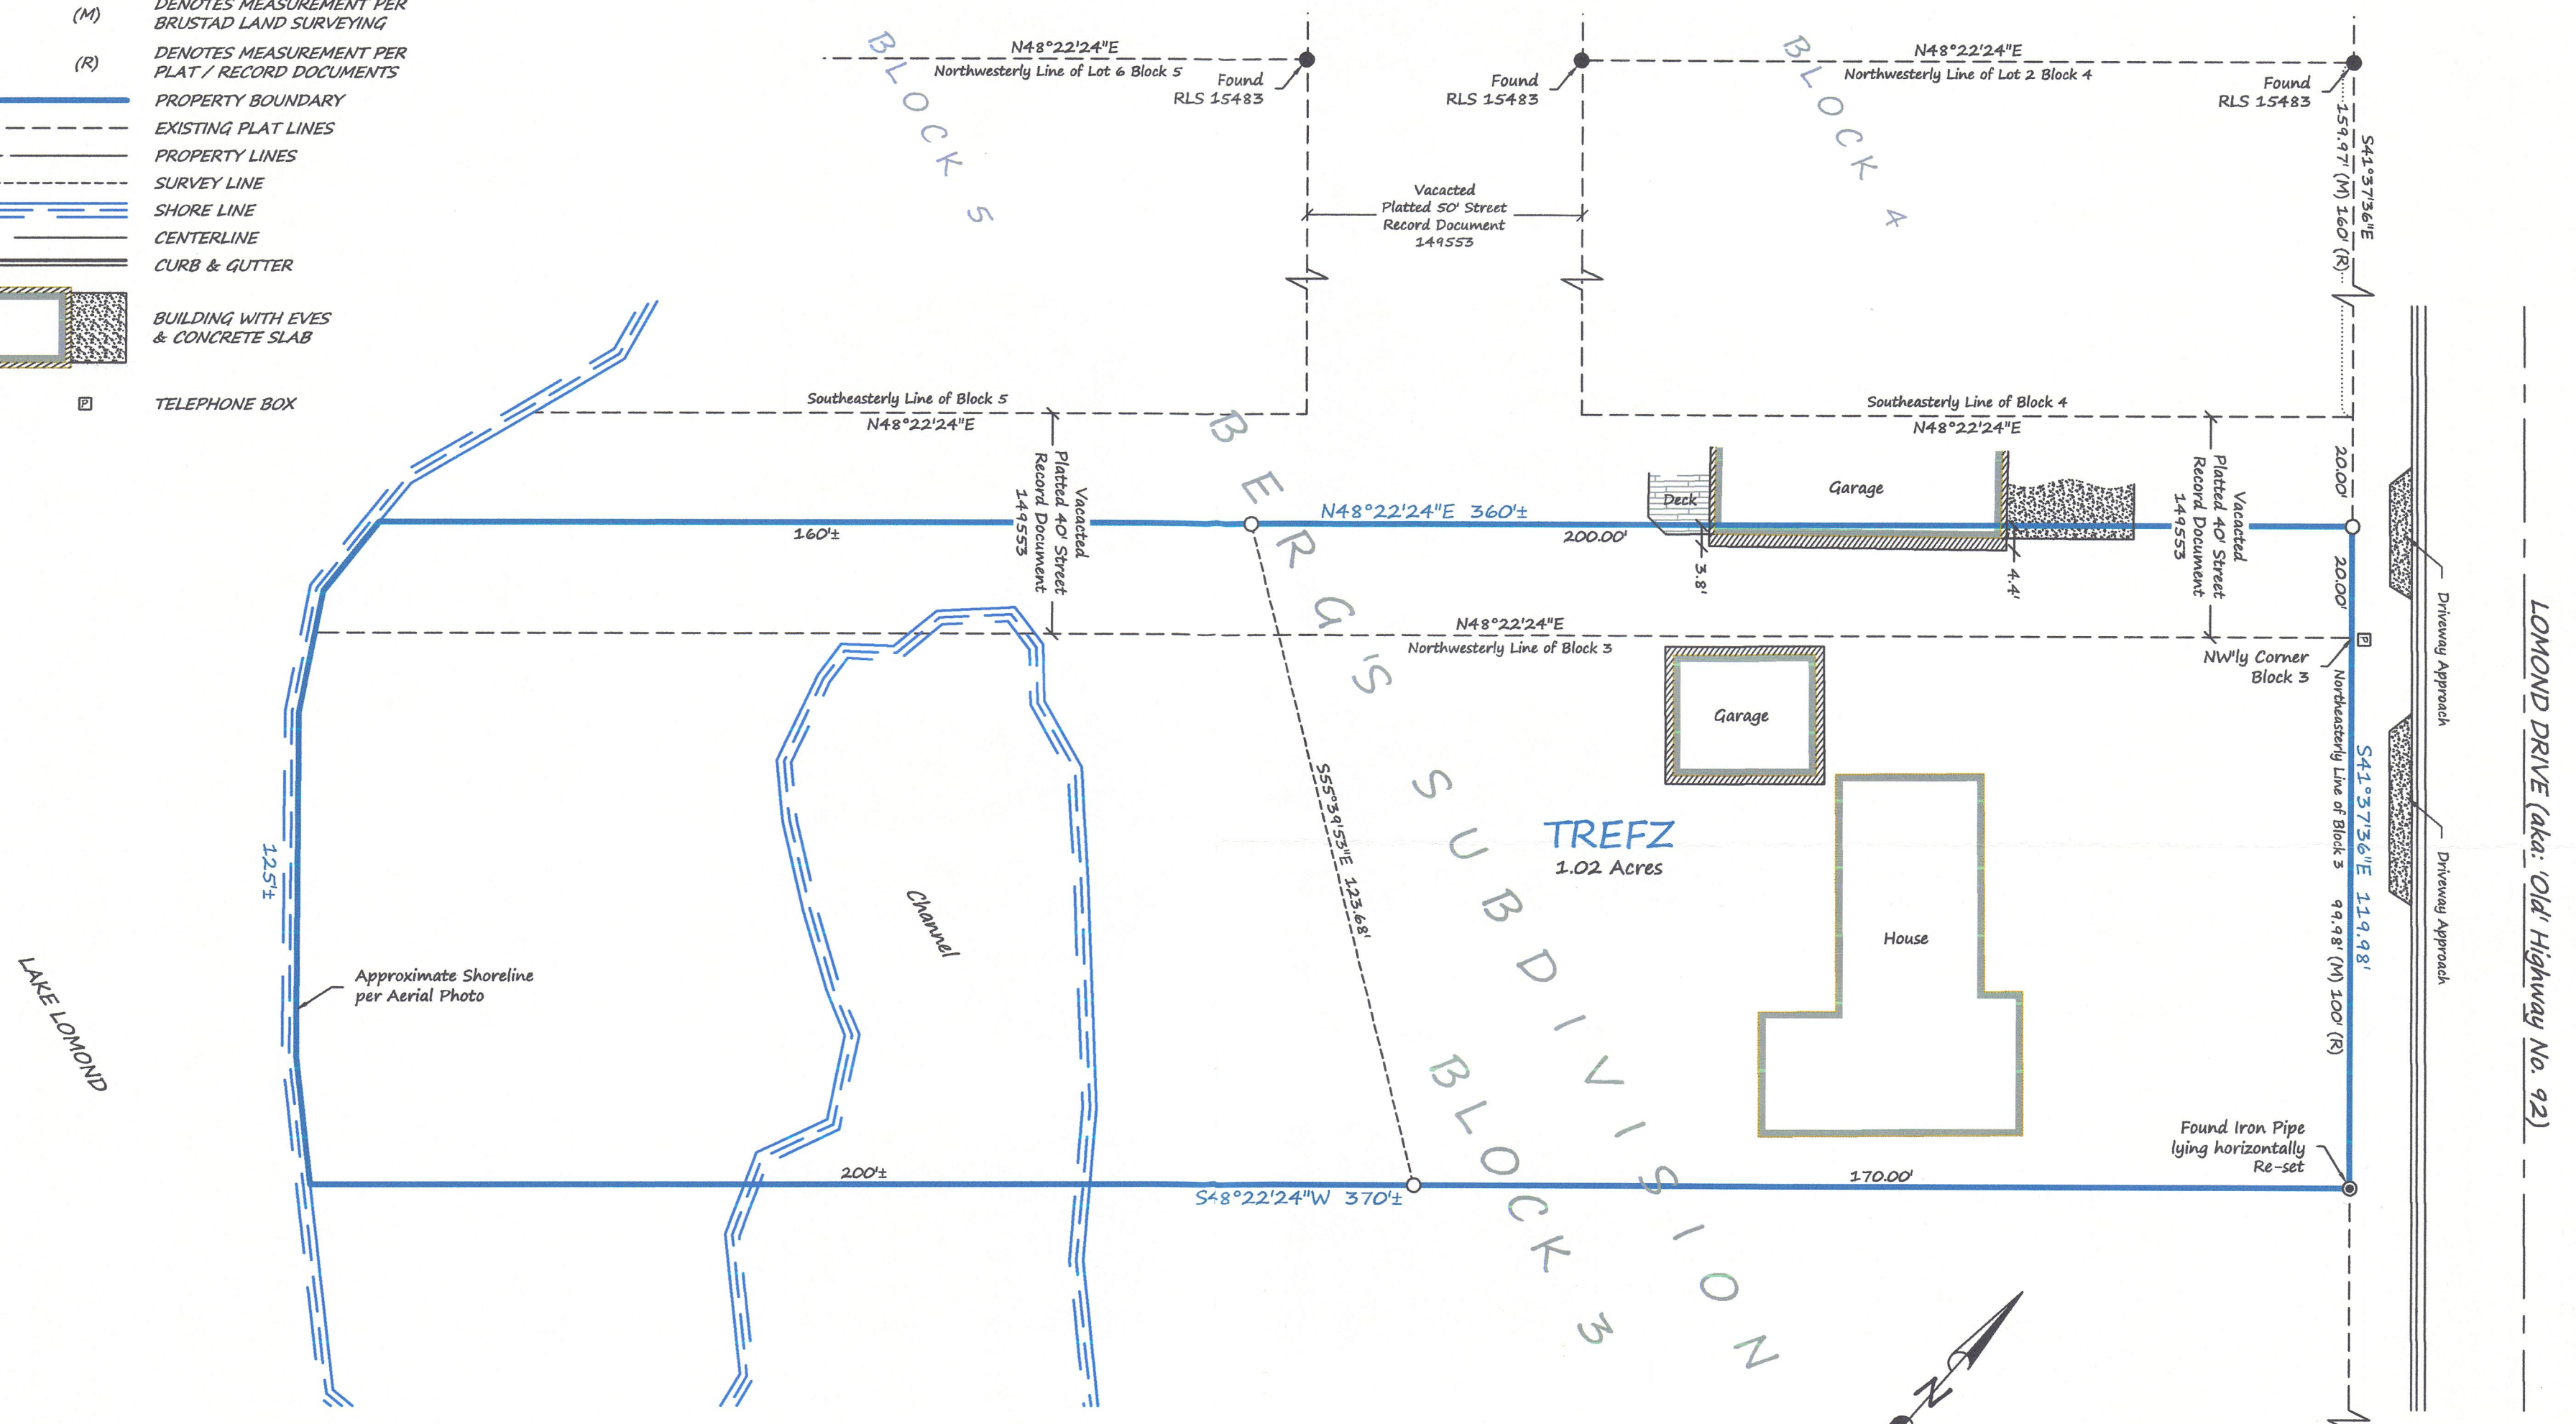 (M)
DENOTES MEASUREMENT PER
BRUSTAD LAND SURVEYING
(R)
DENOTES MEASUREMENT PER
PLAT / RECORD DOCUMENTS
PROPERTY BOUNDARY
EXISTING PLAT LINES
PROPERTY LINES
SURVEY LINE
SHORE LINE
CENTERLINE
CURB & GUTTER
BUILDING WITH EVES
& CONCRETE SLAB
P
TELEPHONE BOX
BLOCK 5
N48°22'24"E
Northwesterly Line of Lot 6 Block 5
Found
RLS 15483
Found
RLS 15483
BLOCK 4
N48°22'24"E
Northwesterly Line of Lot 2 Block 4
Found
RLS 15483
S41°37'36"E
159.97' (M) 160' (R)
Vacacted
Platted 50' Street
Record Document
149553
Southeasterly Line of Block 5
N48°22'24"E
Southeasterly Line of Block 4
N48°22'24"E
Vacacted
Platted 40' Street
Record Document
149553
Vacacted
Platted 40' Street
Record Document
149553
20.00'
20.00'
Deck
Garage
N48°22'24"E 360'±
160'±
200.00'
3.8'
4.4'
N48°22'24"E
Northwesterly Line of Block 3
NW'ly Corner
Block 3
P
Garage
BERG'S SUBDIVISION
BLOCK 3
TREFZ
1.02 Acres
House
S55°39'53"E 123.68'
Channel
125'±
Approximate Shoreline
per Aerial Photo
LAKE LOMOND
Northeasterly Line of Block 3
99.98' (M) 100' (R)
S41°37'36"E 119.98'
Driveway Approach
Driveway Approach
LOMOND DRIVE (aka: 'Old' Highway No. 92)
Found Iron Pipe
lying horizontally
Re-set
200'±
S48°22'24"W 370'±
170.00'
N